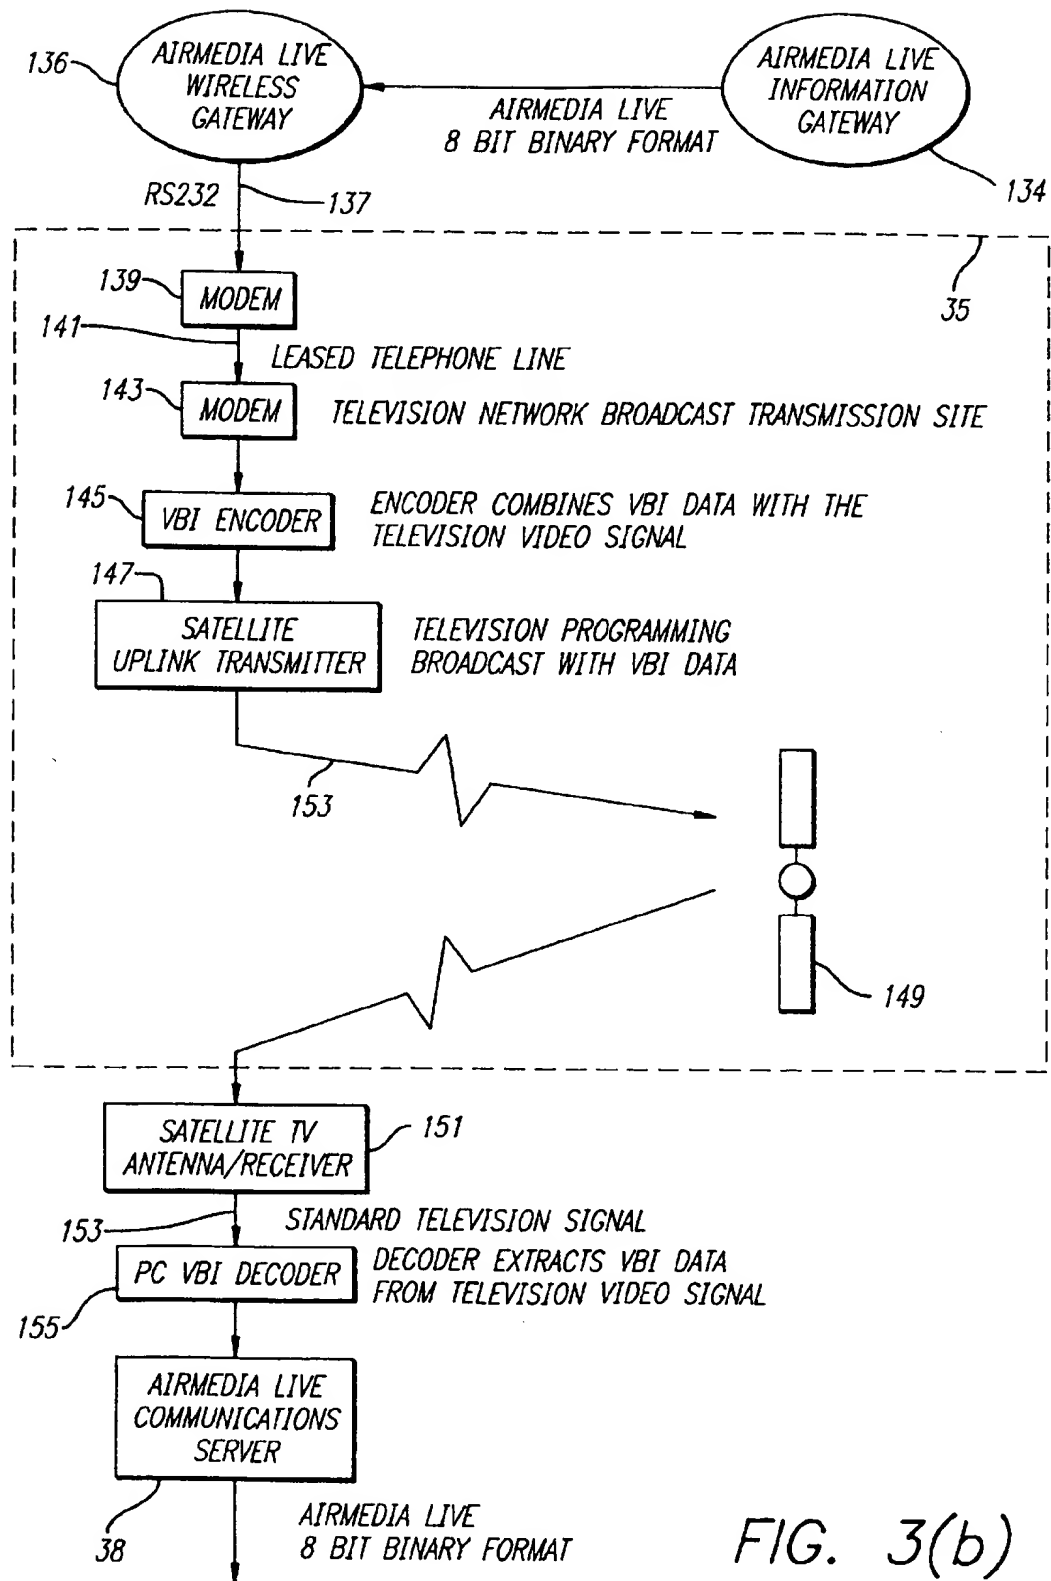 136
AIRMEDIA LIVE
WIRELESS
GATEWAY
AIRMEDIA LIVE
INFORMATION
GATEWAY
AIRMEDIA LIVE
8 BIT BINARY FORMAT
134
RS232
137
35
139
MODEM
141
LEASED TELEPHONE LINE
143
MODEM
TELEVISION NETWORK BROADCAST TRANSMISSION SITE
145
VBI ENCODER
ENCODER COMBINES VBI DATA WITH THE
TELEVISION VIDEO SIGNAL
147
SATELLITE
UPLINK TRANSMITTER
TELEVISION PROGRAMMING
BROADCAST WITH VBI DATA
153
149
SATELLITE TV
ANTENNA/RECEIVER
151
153
STANDARD TELEVISION SIGNAL
PC VBI DECODER
DECODER EXTRACTS VBI DATA
FROM TELEVISION VIDEO SIGNAL
155
AIRMEDIA LIVE
COMMUNICATIONS
SERVER
38
AIRMEDIA LIVE
8 BIT BINARY FORMAT
FIG. 3(b)